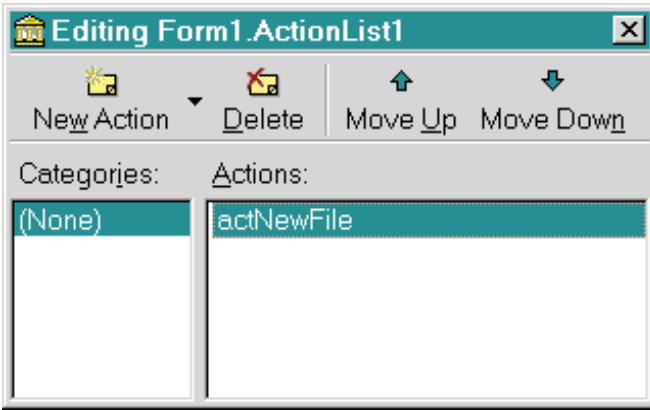 Editing Form1.ActionList1
New Action Delete Move Up Move Down
Categories: Actions:
(None) actNewFile